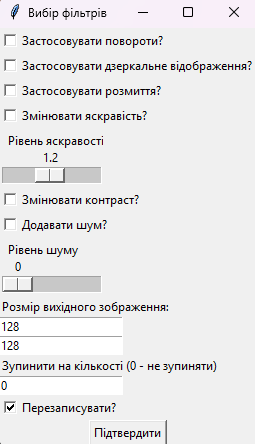 Вибір фільтрів
Застосовувати повороти?
Застосовувати дзеркальне відображення?
Застосовувати розмиття?
Змінювати яскравість?
Рівень яскравості
1.2
Змінювати контраст?
Додавати шум?
Рівень шуму
0
Розмір вихідного зображення:
128
128
Зупинити на кількості (0 - не зупиняти)
0
Перезаписувати?
Підтвердити